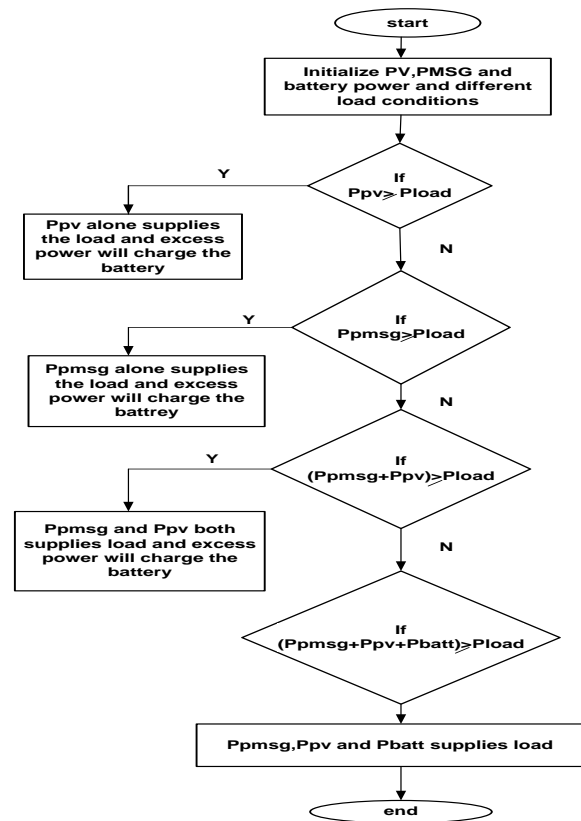 start
Initialize PV,PMSG and
battery power and different
load conditions
If
Ppv≥Pload
Y
N
Ppv alone supplies
the load and excess
power will charge the
battery
If
Ppmsg≥Pload
Y
N
Ppmsg alone supplies
the load and excess
power will charge the
battrey
If
(Ppmsg+Ppv)≥Pload
Y
N
Ppmsg and Ppv both
supplies load and excess
power will charge the
battery
If
(Ppmsg+Ppv+Pbatt)≥Pload
Ppmsg,Ppv and Pbatt supplies load
end